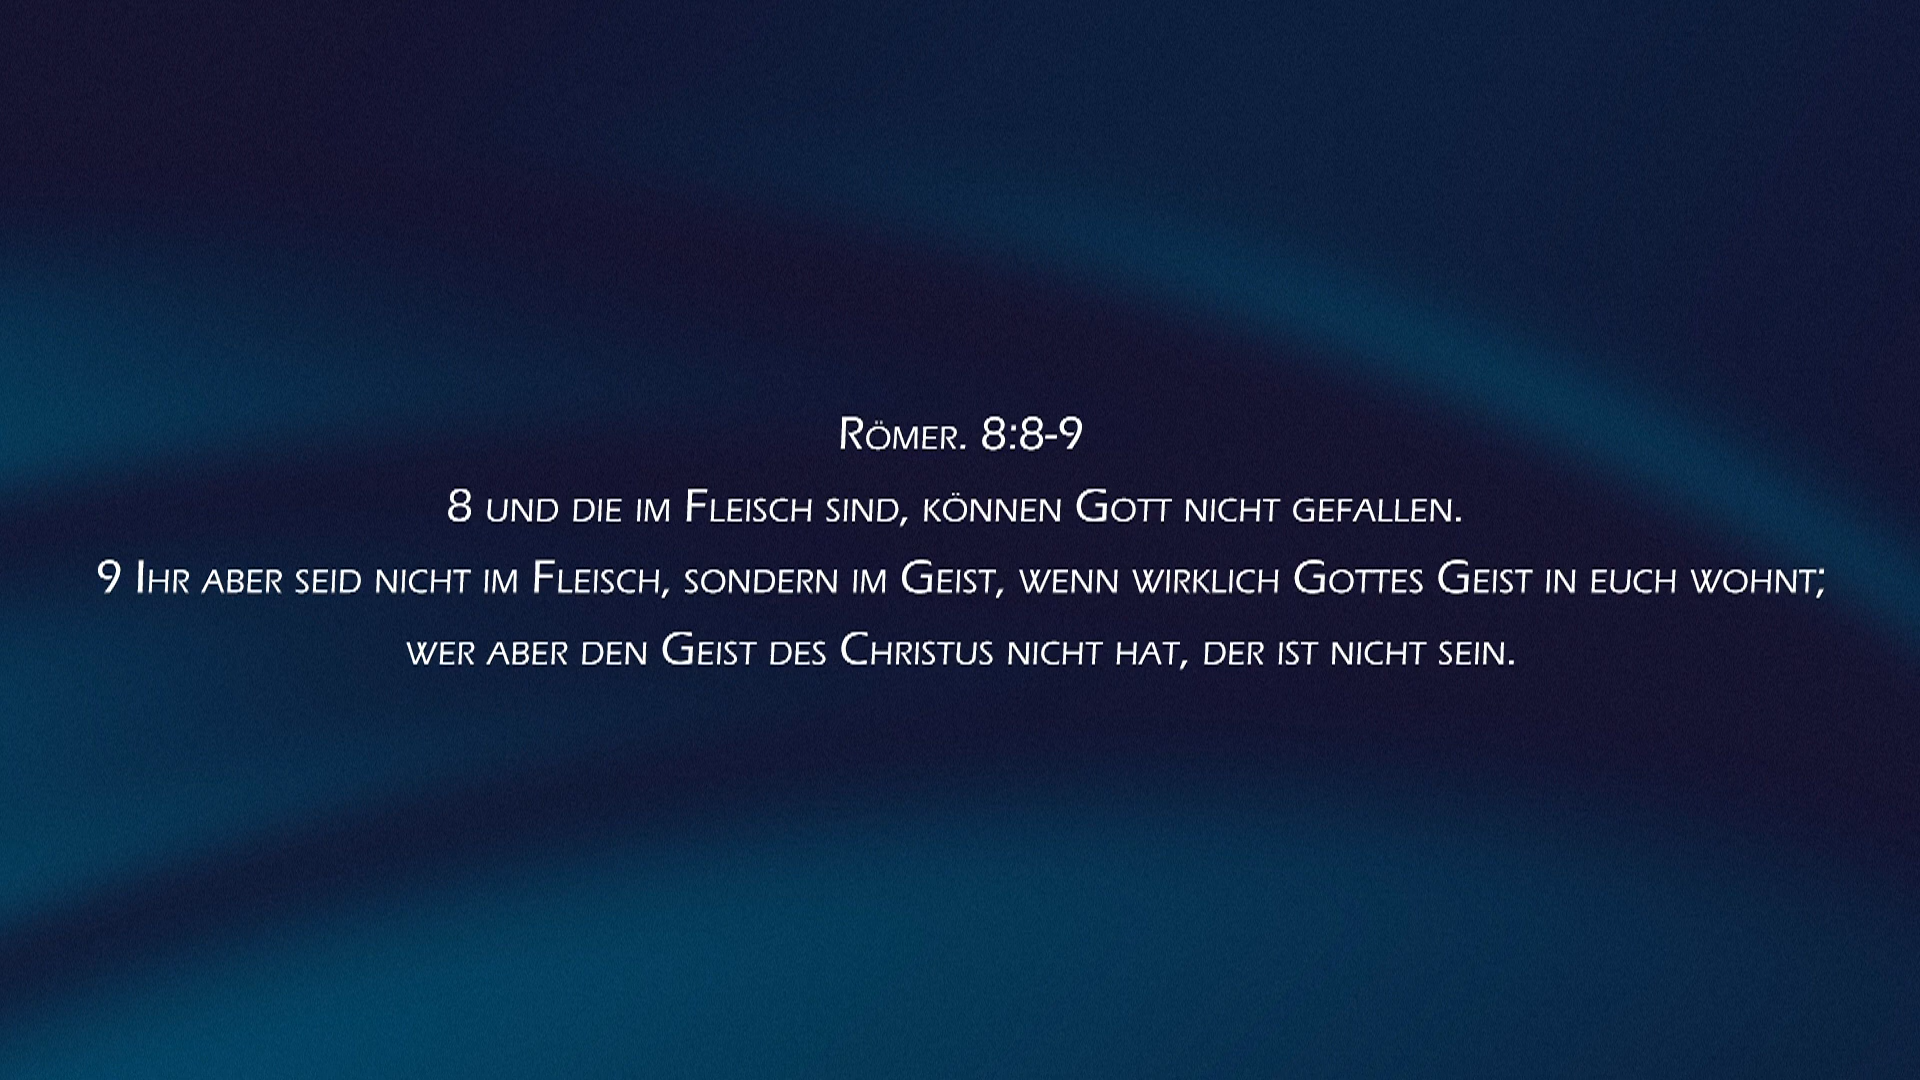 Römer. 8:8-9
8 und die im Fleisch sind, können Gott nicht gefallen.
9 Ihr aber seid nicht im Fleisch, sondern im Geist, wenn wirklich Gottes Geist in euch wohnt;
wer aber den Geist des Christus nicht hat, der ist nicht sein.